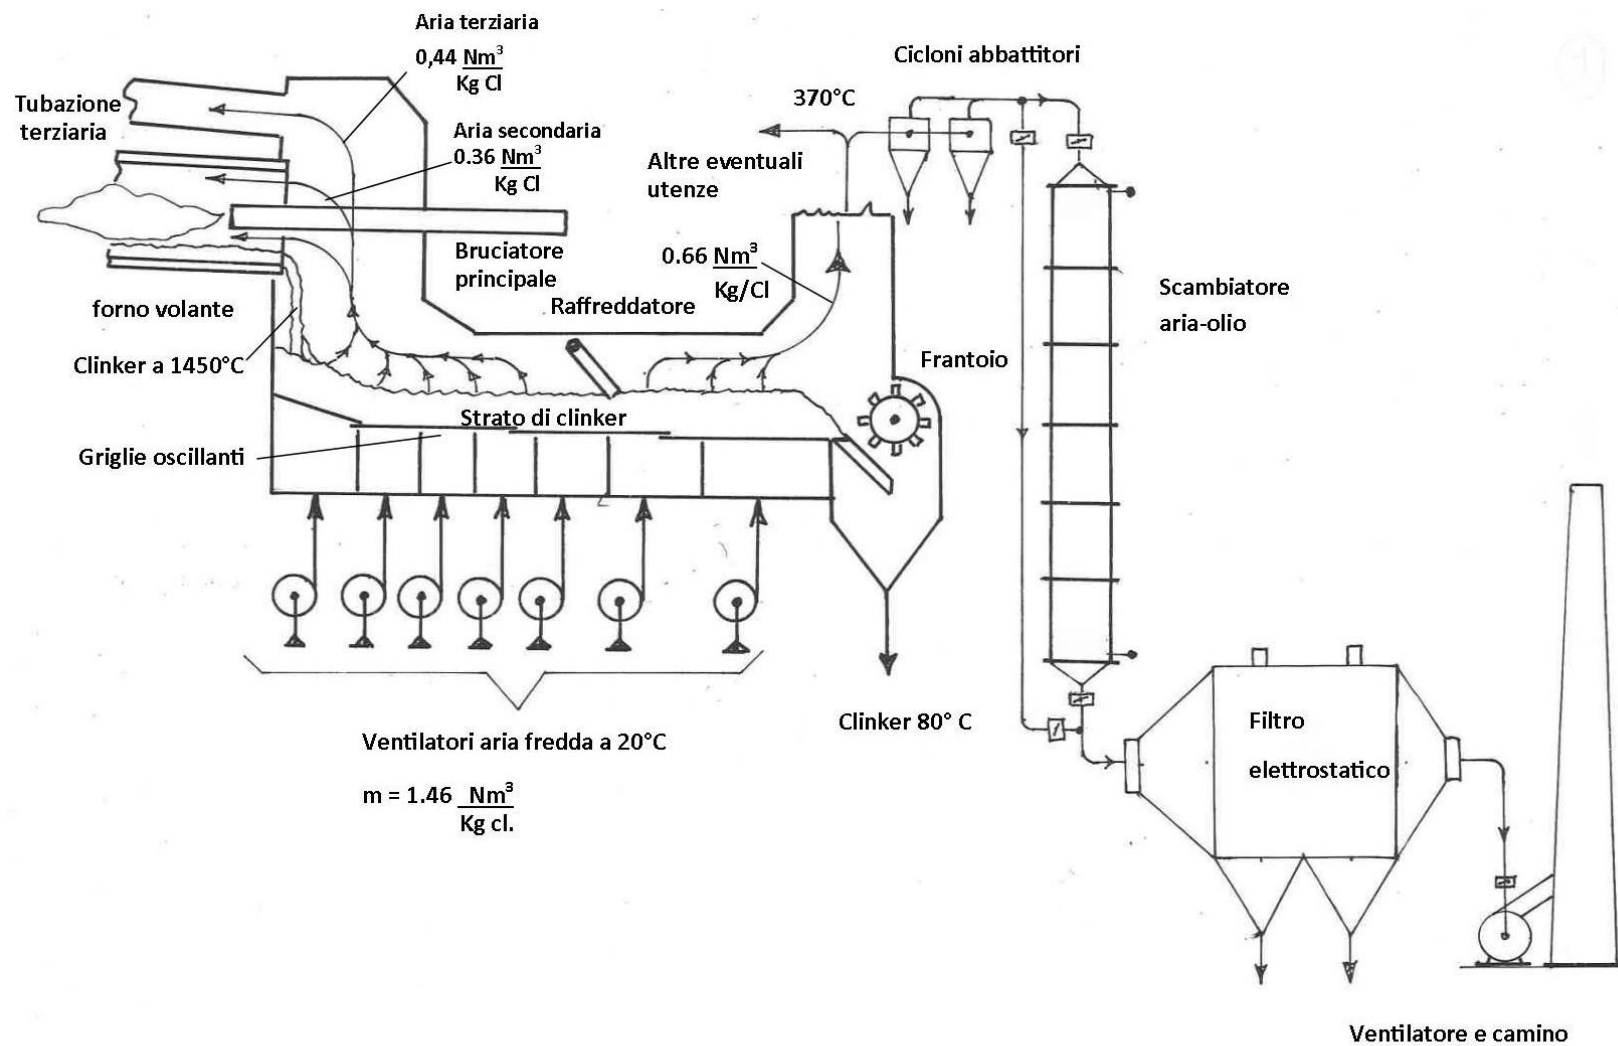 Aria terziaria
0,44 Nm³
Kg Cl
Cicloni abbattitori
Tubazione
terziaria
370°C
Aria secondaria
0.36 Nm³
Kg Cl
Altre eventuali
utenze
Bruciatore
principale
0.66 Nm³
Kg/Cl
Scambiatore
aria-olio
forno volante
Raffreddatore
Clinker a 1450°C
Frantoio
Strato di clinker
Griglie oscillanti
Clinker 80° C
Filtro
elettrostatico
Ventilatori aria fredda a 20°C
m = 1.46 Nm³
Kg cl.
Ventilatore e camino